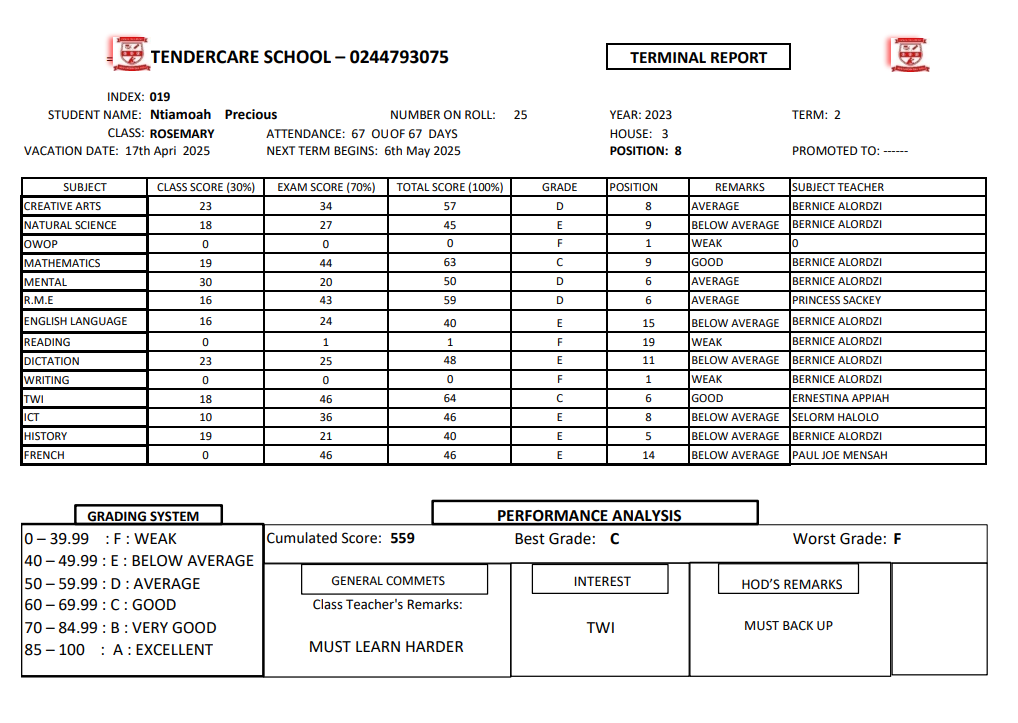 TENDERCARE SCHOOL – 0244793075
TERMINAL REPORT
INDEX: 019
STUDENT NAME: Ntiamoah Precious NUMBER ON ROLL: 25 YEAR: 2023 TERM: 2
CLASS: ROSEMARY ATTENDANCE: 67 OUOF 67 DAYS HOUSE: 3
VACATION DATE: 17th Apri 2025 NEXT TERM BEGINS: 6th May 2025 POSITION: 8 PROMOTED TO: ------
SUBJECT CLASS SCORE (30%) EXAM SCORE (70%) TOTAL SCORE (100%) GRADE POSITION REMARKS SUBJECT TEACHER
CREATIVE ARTS 23 34 57 D 8 AVERAGE BERNICE ALORDZI
NATURAL SCIENCE 18 27 45 E 9 BELOW AVERAGE BERNICE ALORDZI
OWOP 0 0 0 F 1 WEAK 0
MATHEMATICS 19 44 63 C 9 GOOD BERNICE ALORDZI
MENTAL 30 20 50 D 6 AVERAGE BERNICE ALORDZI
R.M.E 16 43 59 D 6 AVERAGE PRINCESS SACKEY
ENGLISH LANGUAGE 16 24 40 E 15 BELOW AVERAGE BERNICE ALORDZI
READING 0 1 1 F 19 WEAK BERNICE ALORDZI
DICTATION 23 25 48 E 11 BELOW AVERAGE BERNICE ALORDZI
WRITING 0 0 0 F 1 WEAK BERNICE ALORDZI
TWI 18 46 64 C 6 GOOD ERNESTINA APPIAH
ICT 10 36 46 E 8 BELOW AVERAGE SELORM HALOLO
HISTORY 19 21 40 E 5 BELOW AVERAGE BERNICE ALORDZI
FRENCH 0 46 46 E 14 BELOW AVERAGE PAUL JOE MENSAH
GRADING SYSTEM
0 – 39.99 : F : WEAK
40 – 49.99 : E : BELOW AVERAGE
50 – 59.99 : D : AVERAGE
60 – 69.99 : C : GOOD
70 – 84.99 : B : VERY GOOD
85 – 100 : A : EXCELLENT
PERFORMANCE ANALYSIS
Cumulated Score: 559 Best Grade: C Worst Grade: F
GENERAL COMMETS
Class Teacher's Remarks:
MUST LEARN HARDER
INTEREST
TWI
HOD'S REMARKS
MUST BACK UP